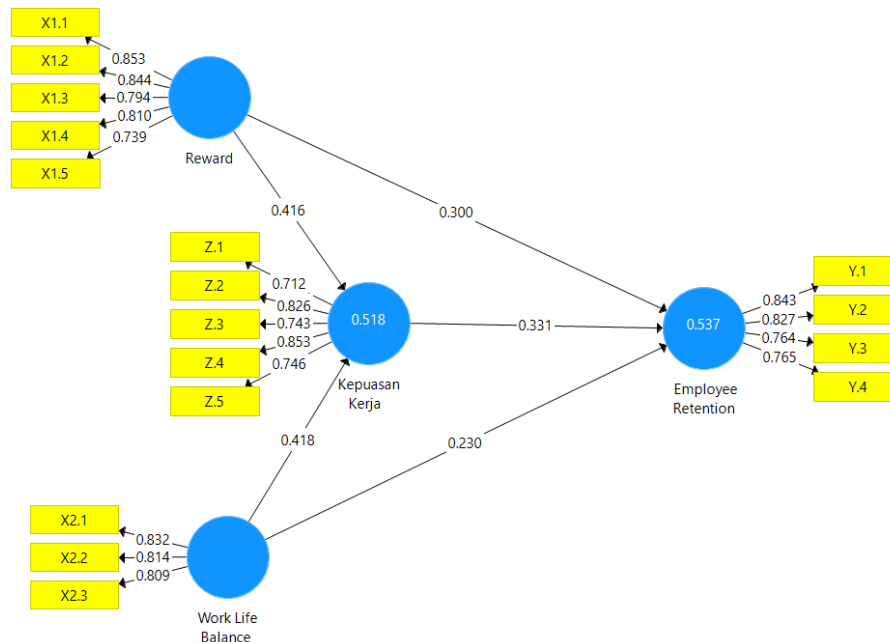 X1.1
X1.2
X1.3
X1.4
X1.5
0.853
0.844
0.794
0.810
0.739
Reward
0.416
0.300
Z.1
Z.2
Z.3
Z.4
Z.5
0.712
0.826
0.743
0.853
0.746
0.518
Kepuasan
Kerja
0.331
0.537
Employee
Retention
0.843
0.827
0.764
0.765
Y.1
Y.2
Y.3
Y.4
0.418
0.230
X2.1
X2.2
X2.3
0.832
0.814
0.809
Work Life
Balance